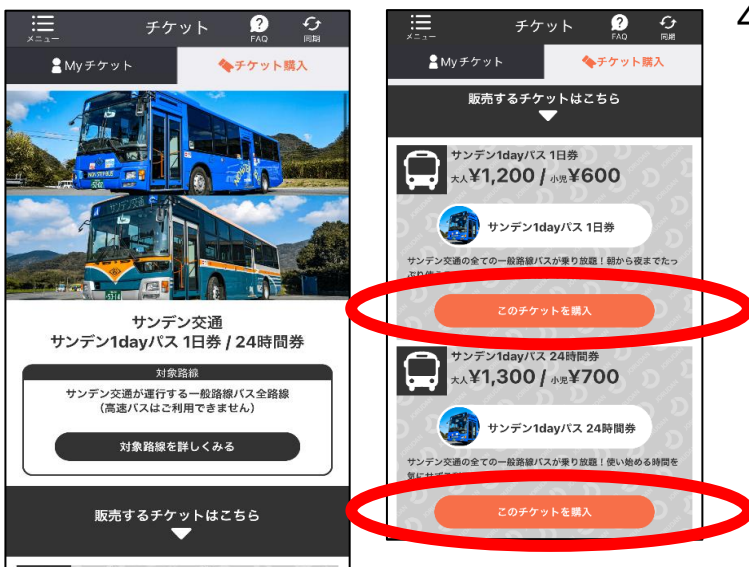 メニュー
チケット
FAQ
同期
Myチケット
チケット購入
サンデン交通
サンデン交通
サンデン1dayパス 1日券 / 24時間券
対象路線
サンデン交通が運行する一般路線バス全路線
(高速バスはご利用できません)
対象路線を詳しくみる
販売するチケットはこちら
メニュー
チケット
FAQ
同期
Myチケット
チケット購入
販売するチケットはこちら
サンデン1dayパス 1日券
大人¥1,200 / 小児¥600
サンデン1dayパス 1日券
サンデン交通の全ての一般路線バスが乗り放題！朝から夜までたっ
このチケットを購入
サンデン1dayパス 24時間券
大人¥1,300 / 小児¥700
サンデン1dayパス 24時間券
サンデン交通の全ての一般路線バスが乗り放題！使い始める時間を
このチケットを購入